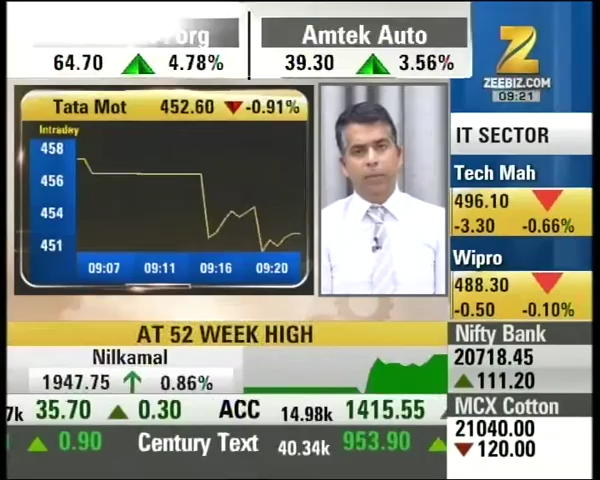 org
64.70 4.78%
Amtek Auto
39.30 3.56%
Z
ZEEBIZ.COM
09:21
Tata Mot 452.60 -0.91%
Intraday
458
456
454
451
09:07 09:11 09:16 09:20
IT SECTOR
Tech Mah
496.10
-3.30 -0.66%
Wipro
488.30
-0.50 -0.10%
AT 52 WEEK HIGH
Nilkamal
1947.75 0.86%
Nifty Bank
20718.45
111.20
MCX Cotton
21040.00
120.00
7k 35.70 0.30 ACC 14.98k 1415.55
0.90 Century Text 40.34k 953.90